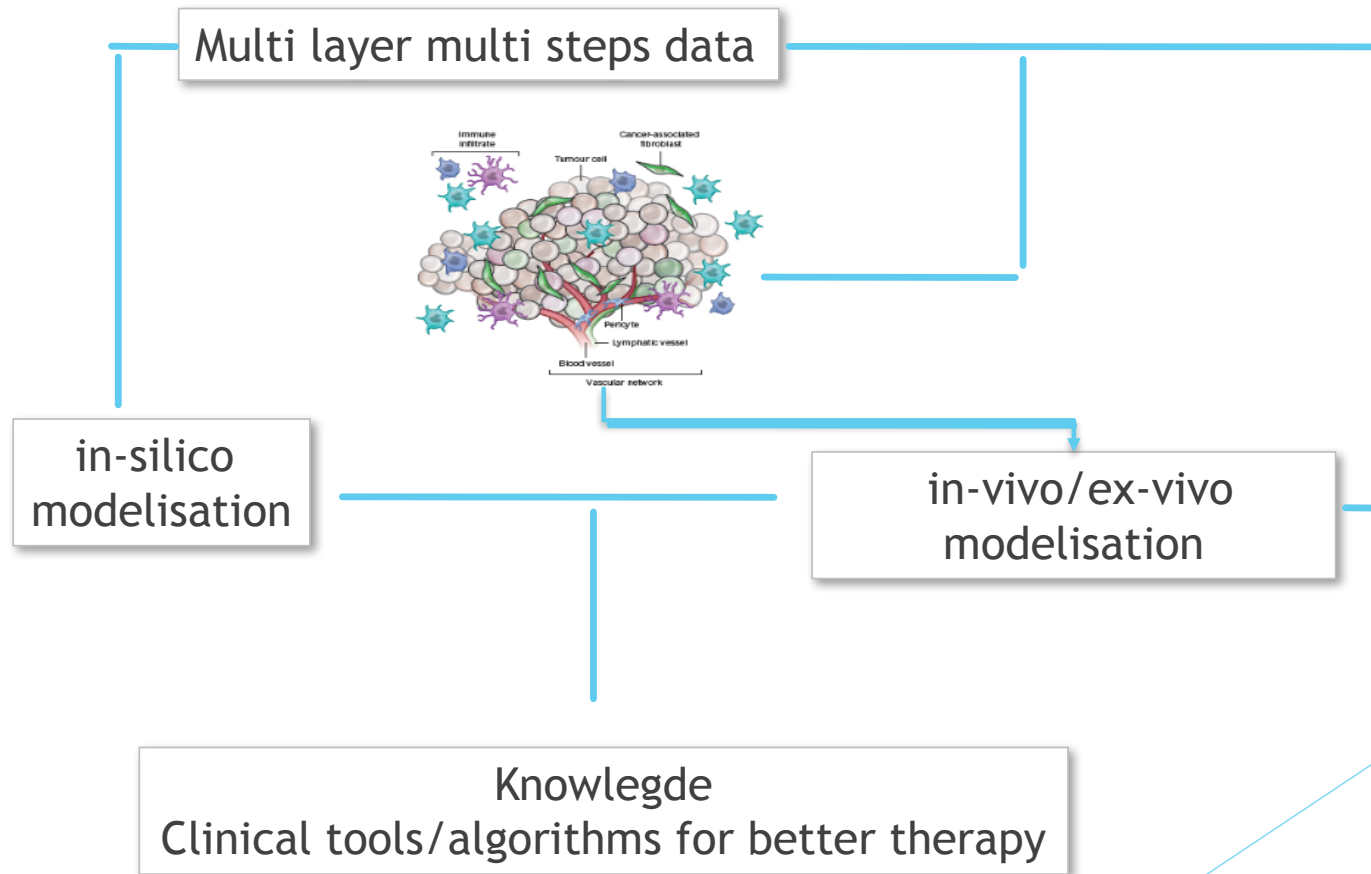 Multi layer multi steps data
Immune
infiltrate
Cancer-associated
fibroblast
Tumour cell
Pericyte
Lymphatic vessel
Blood vessel
Vascular network
in-silico
modelisation
in-vivo/ex-vivo
modelisation
Knowlegde
Clinical tools/algorithms for better therapy